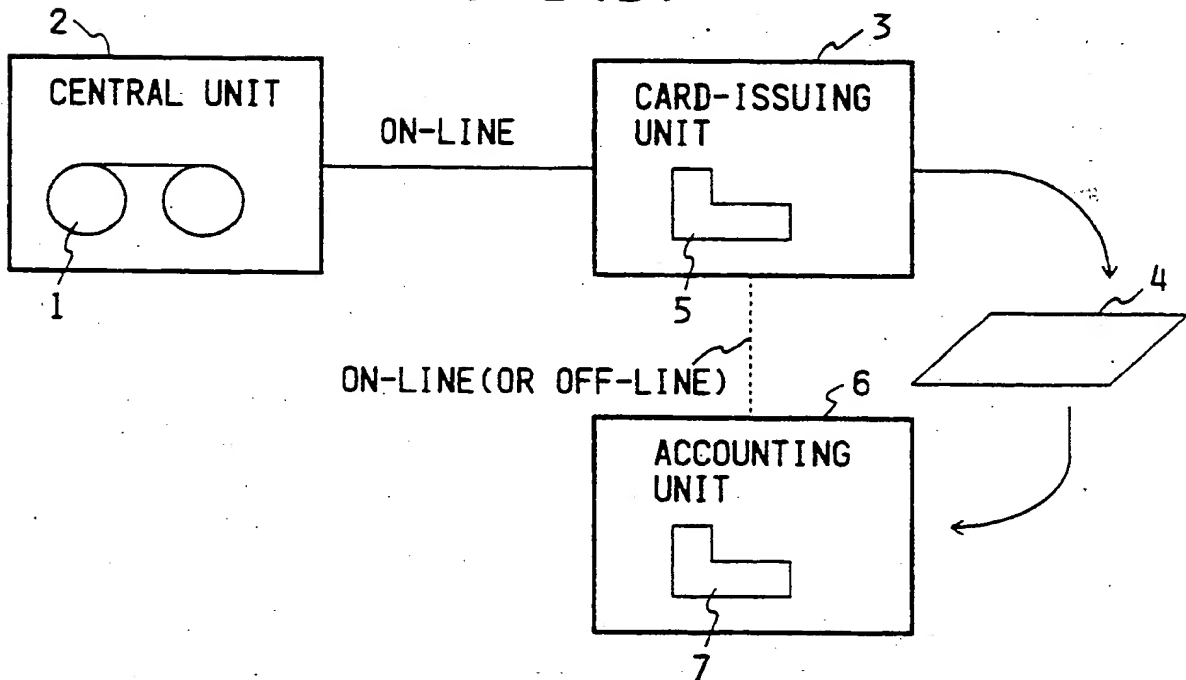 2
3
CENTRAL UNIT
CARD-ISSUING
UNIT
ON-LINE
1
5
4
ON-LINE(OR OFF-LINE)
6
ACCOUNTING
UNIT
7